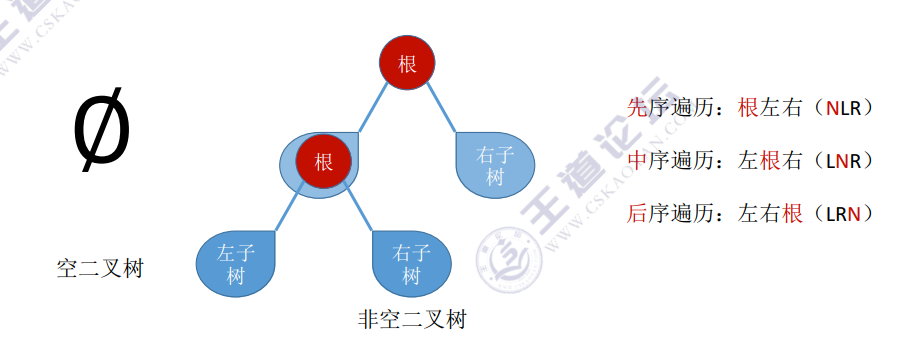 ∅
空二叉树
根
根
右子
树
左子
树
右子
树
非空二叉树
先序遍历：根左右（NLR）
中序遍历：左根右（LNR）
后序遍历：左右根（LRN）
王道论坛
WWW.CSKAOYAN.COM